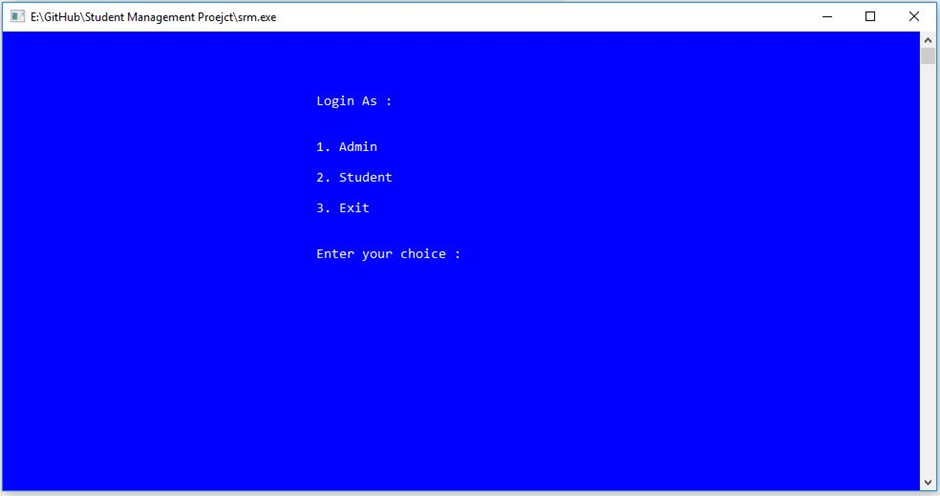 E:\GitHub\Student Management Proejct\srm.exe
Login As :
1. Admin
2. Student
3. Exit
Enter your choice :